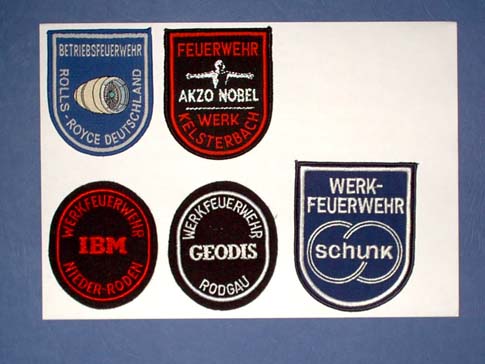 BETRIEBSFEUERWEHR
ROLLS-ROYCE DEUTSCHLAND
FEUERWEHR
AKZO NOBEL
WERK
KELSTERBACH
WERKFEUERWEHR
IBM
NIEDER-RODEN
WERKFEUERWEHR
GEODIS
RODGAU
WERK-
FEUERWEHR
schunk